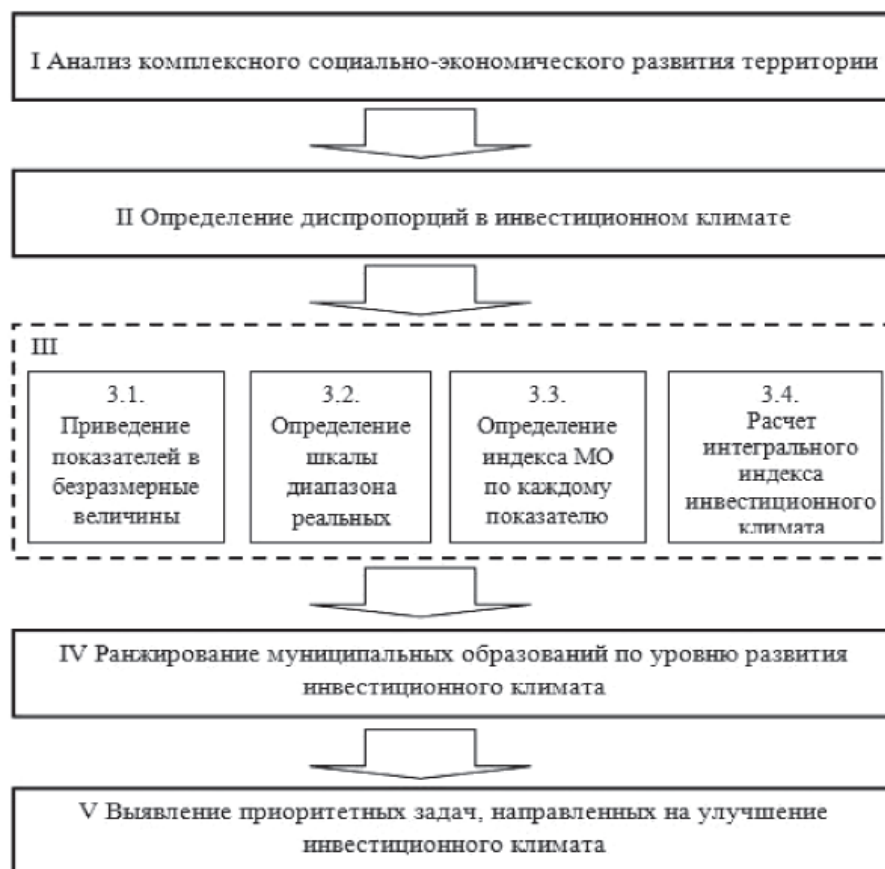 I Анализ комплексного социально-экономического развития территории
II Определение диспропорций в инвестиционном климате
III
3.1.
Приведение
показателей в
безразмерные
величины
3.2.
Определение
шкалы
диапазона
реальных
3.3.
Определение
индекса МО
по каждому
показателю
3.4.
Расчет
интегрального
индекса
инвестиционного
климата
IV Ранжирование муниципальных образований по уровню развития
инвестиционного климата
V Выявление приоритетных задач, направленных на улучшение
инвестиционного климата